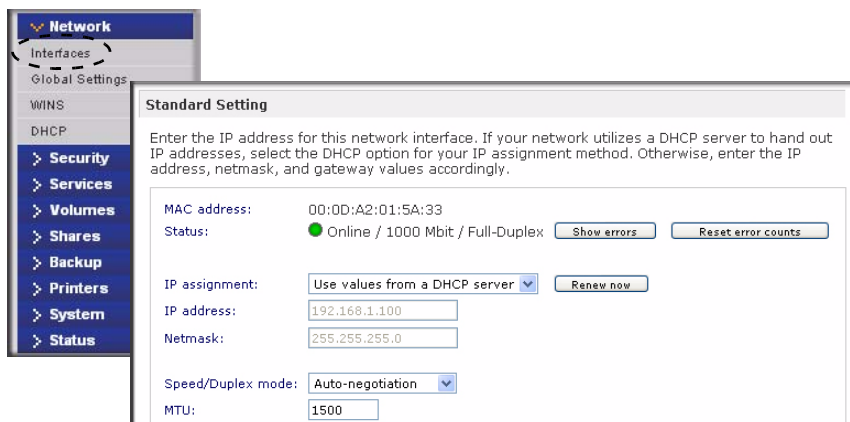 Network
Interfaces
Global Settings
WINS
DHCP
Security
Services
Volumes
Shares
Backup
Printers
System
Status
Standard Setting
Enter the IP address for this network interface. If your network utilizes a DHCP server to hand out
IP addresses, select the DHCP option for your IP assignment method. Otherwise, enter the IP
address, netmask, and gateway values accordingly.
MAC address: 00:0D:A2:01:5A:33
Status: Online / 1000 Mbit / Full-Duplex Show errors Reset error counts
IP assignment: Use values from a DHCP server Renew now
IP address: 192.168.1.100
Netmask: 255.255.255.0
Speed/Duplex mode: Auto-negotiation
MTU: 1500